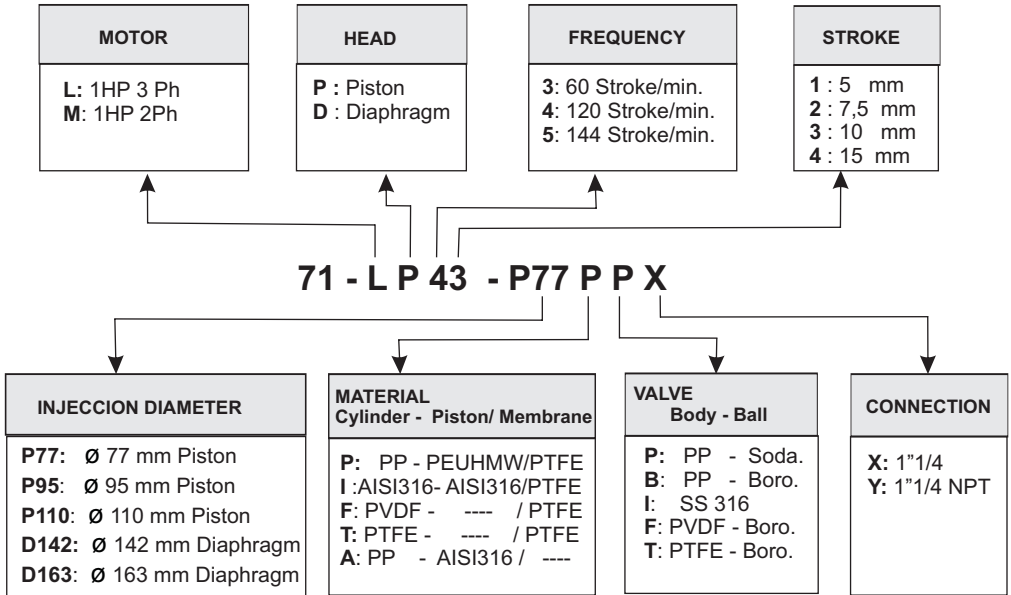 MOTOR
L: 1HP 3 Ph
M: 1HP 2Ph
HEAD
P : Piston
D : Diaphragm
FREQUENCY
3: 60 Stroke/min.
4: 120 Stroke/min.
5: 144 Stroke/min.
STROKE
1 : 5 mm
2 : 7,5 mm
3 : 10 mm
4 : 15 mm
71 - L P 43 - P77 P P X
INJECCION DIAMETER
P77: Ø 77 mm Piston
P95: Ø 95 mm Piston
P110: Ø 110 mm Piston
D142: Ø 142 mm Diaphragm
D163: Ø 163 mm Diaphragm
MATERIAL
Cylinder - Piston/ Membrane
P: PP - PEUHMW/PTFE
I :AISI316- AISI316/PTFE
F: PVDF - ---- / PTFE
T: PTFE - ---- / PTFE
A: PP - AISI316 / ----
VALVE
Body - Ball
P: PP - Soda.
B: PP - Boro.
I: SS 316
F: PVDF - Boro.
T: PTFE - Boro.
CONNECTION
X: 1"1/4
Y: 1"1/4 NPT